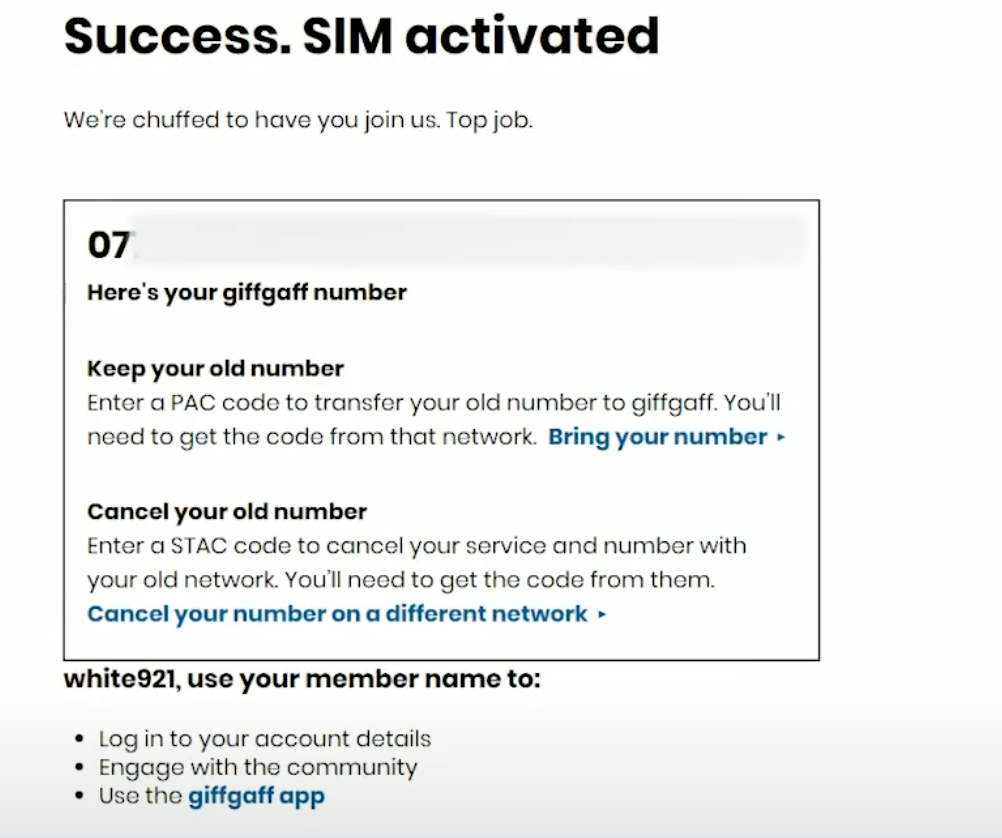 Success. SIM activated
We're chuffed to have you join us. Top job.
07
Here's your giffgaff number
Keep your old number
Enter a PAC code to transfer your old number to giffgaff. You'll
need to get the code from that network. Bring your number ▸
Cancel your old number
Enter a STAC code to cancel your service and number with
your old network. You'll need to get the code from them.
Cancel your number on a different network ▸
white921, use your member name to:
• Log in to your account details
• Engage with the community
• Use the giffgaff app